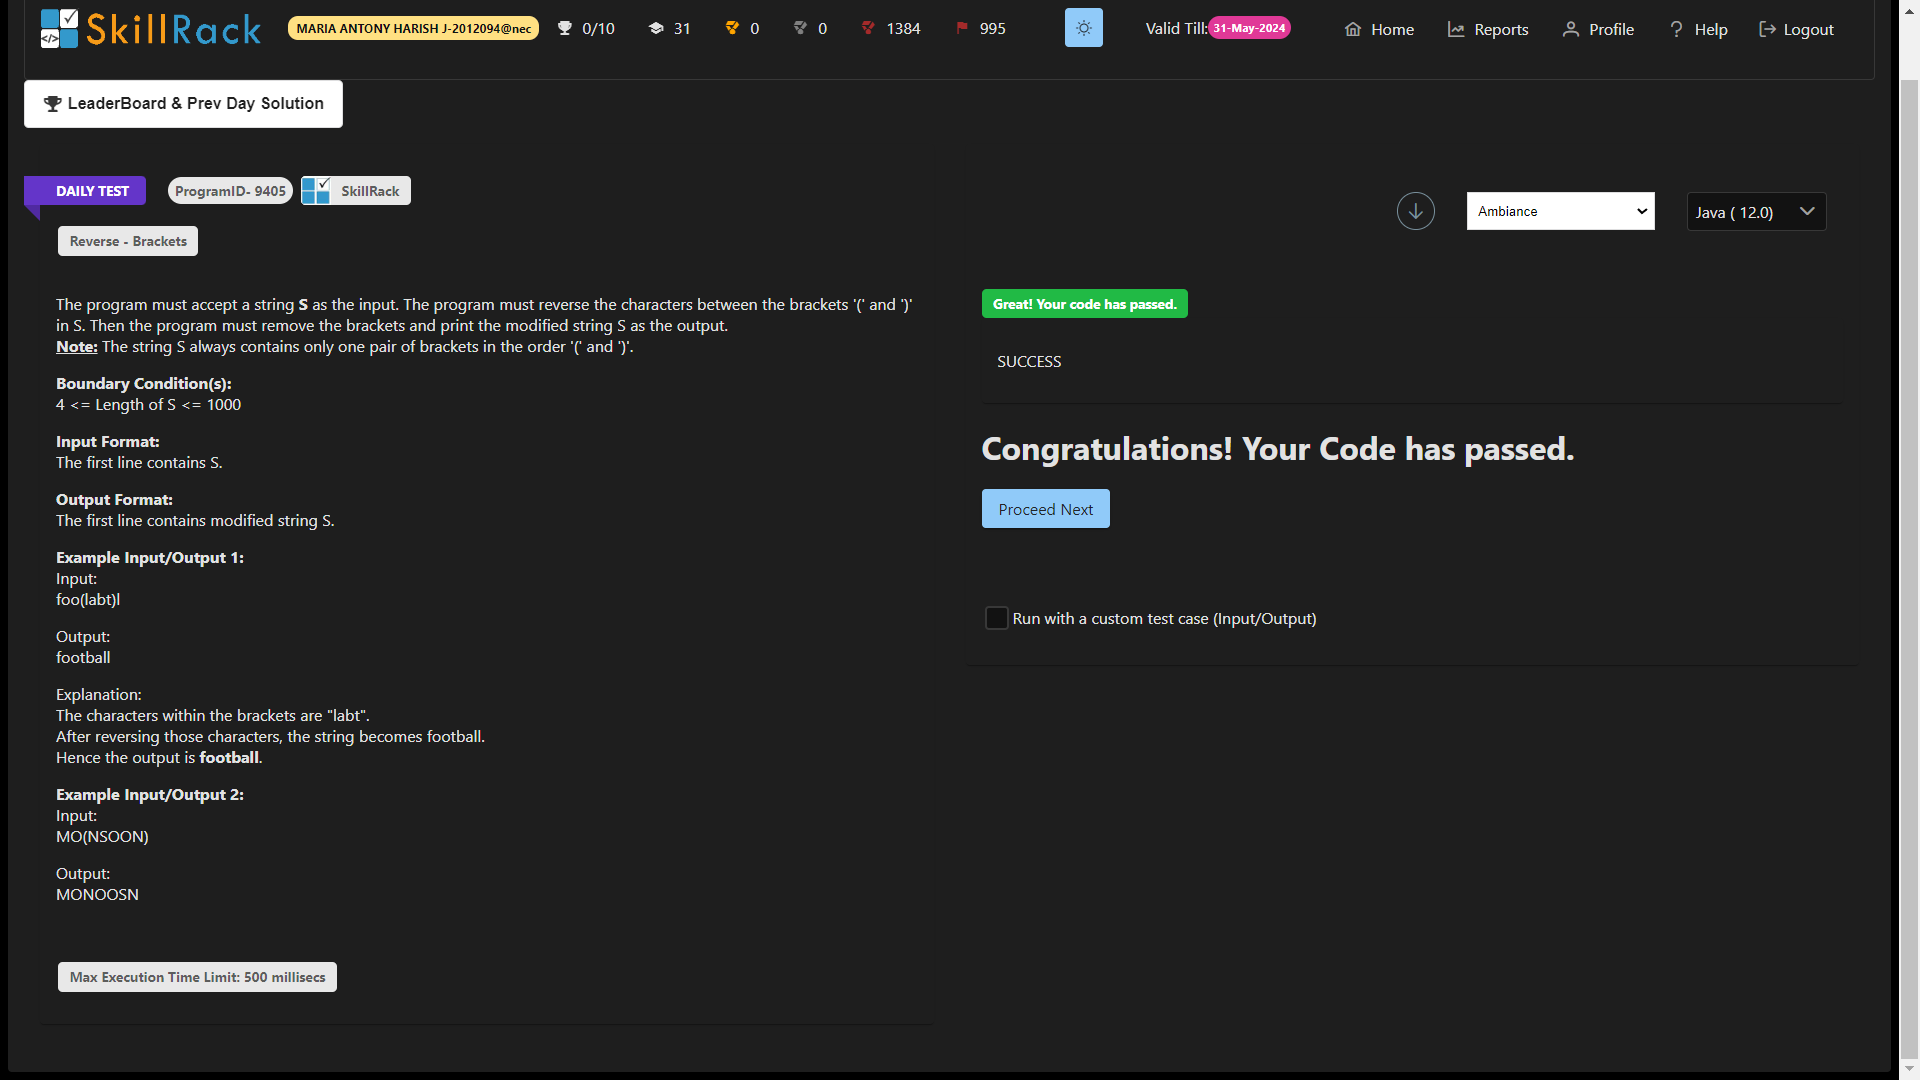 SkillRack
MARIA ANTONY HARISH J-2012094@nec
0/10
31
0
0
1384
995
Valid Till: 31-May-2024
Home
Reports
Profile
Help
Logout
LeaderBoard & Prev Day Solution
DAILY TEST
ProgramID- 9405
SkillRack
Ambiance
Java ( 12.0)
Reverse - Brackets
The program must accept a string S as the input. The program must reverse the characters between the brackets '(' and ')'
in S. Then the program must remove the brackets and print the modified string S as the output.
Note: The string S always contains only one pair of brackets in the order '(' and ')'.
Boundary Condition(s):
4 <= Length of S <= 1000
Input Format:
The first line contains S.
Output Format:
The first line contains modified string S.
Example Input/Output 1:
Input:
foo(labt)l
Output:
football
Explanation:
The characters within the brackets are "labt".
After reversing those characters, the string becomes football.
Hence the output is football.
Example Input/Output 2:
Input:
MO(NSOON)
Output:
MONOOSN
Max Execution Time Limit: 500 millisecs
Great! Your code has passed.
SUCCESS
Congratulations! Your Code has passed.
Proceed Next
Run with a custom test case (Input/Output)